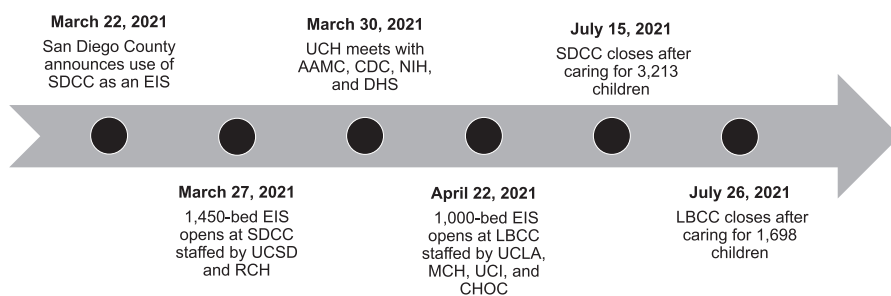 March 22, 2021
San Diego County
announces use of
SDCC as an EIS
March 27, 2021
1,450-bed EIS
opens at SDCC
staffed by UCSD
and RCH
March 30, 2021
UCH meets with
AAMC, CDC, NIH,
and DHS
April 22, 2021
1,000-bed EIS
opens at LBCC
staffed by UCLA,
MCH, UCI, and
CHOC
July 15, 2021
SDCC closes after
caring for 3,213
children
July 26, 2021
LBCC closes after
caring for 1,698
children